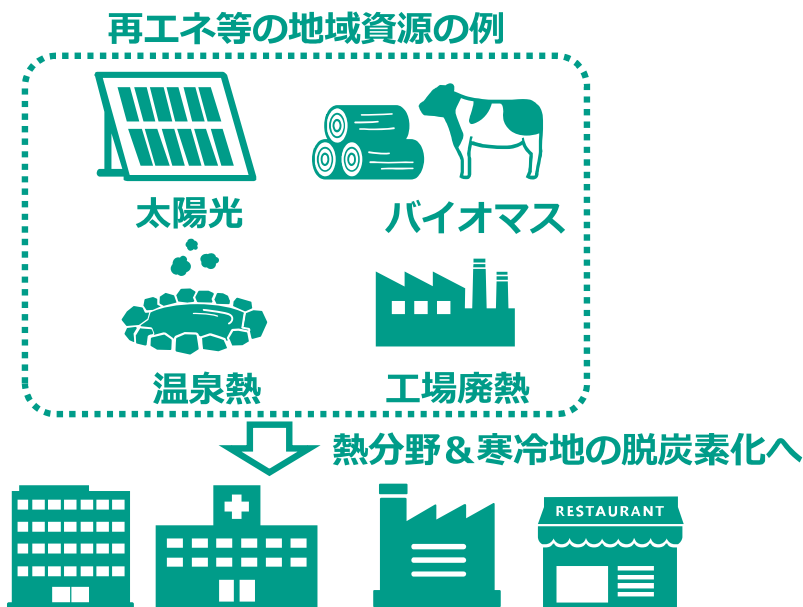 再エネ等の地域資源の例
太陽光
バイオマス
温泉熱
工場廃熱
熱分野＆寒冷地の脱炭素化へ
RESTAURANT